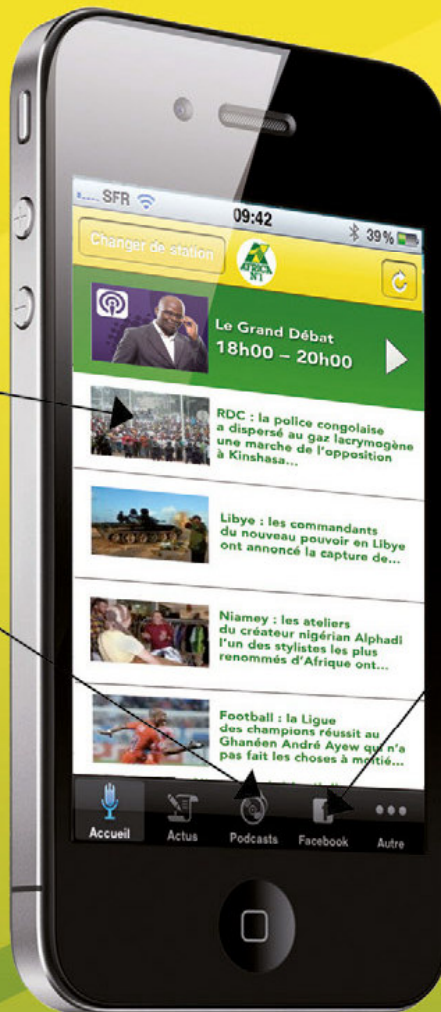 SFR
09:42
39%
Changer de station
AFRICA
N°1
Le Grand Débat
18h00 – 20h00
RDC : la police congolaise
a dispersé au gaz lacrymogène
une marche de l'opposition
à Kinshasa...
Libye : les commandants
du nouveau pouvoir en Libye
ont annoncé la capture de...
Niamey : les ateliers
du créateur nigérian Alphadi
l'un des stylistes les plus
renommés d'Afrique ont...
Football : la Ligue
des champions réussit au
Ghanéen André Ayew qui n'a
pas fait les choses à moitié...
Accueil
Actus
Podcasts
Facebook
Autre